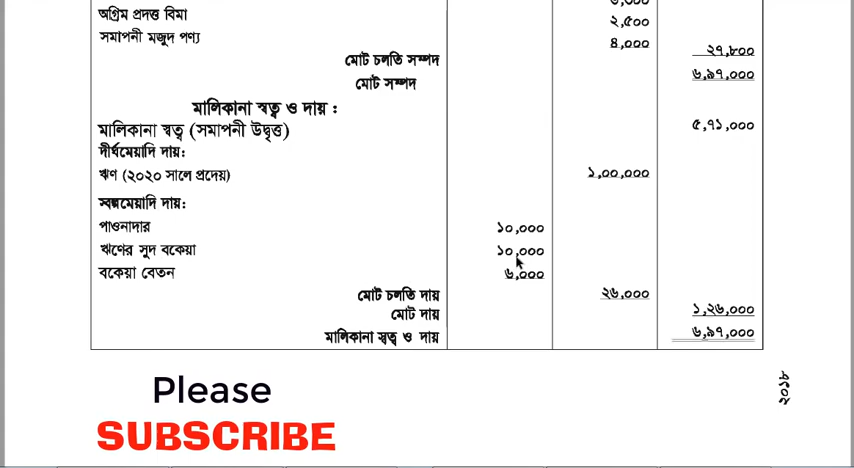 অগ্রিম প্রদত্ত বিমা ২,৫০০
সমাপনী মজুদ পণ্য ৪,০০০
মোট চলতি সম্পদ ২৭,৮০০
মোট সম্পদ ৬,৯৭,০০০
মালিকানা স্বত্ব ও দায় :
মালিকানা স্বত্ব (সমাপনী উদ্বৃত্ত) ৫,৭১,০০০
দীর্ঘমেয়াদি দায়:
ঋণ (২০২০ সালে প্রদেয়) ১,০০,০০০
স্বল্পমেয়াদি দায়:
পাওনাদার ১০,০০০
ঋণের সুদ বকেয়া ১০,০০০
বকেয়া বেতন ৬,০০০
মোট চলতি দায় ২৬,০০০
মোট দায় ১,২৬,০০০
মালিকানা স্বত্ব ও দায় ৬,৯৭,০০০
Please
SUBSCRIBE
২০১৮